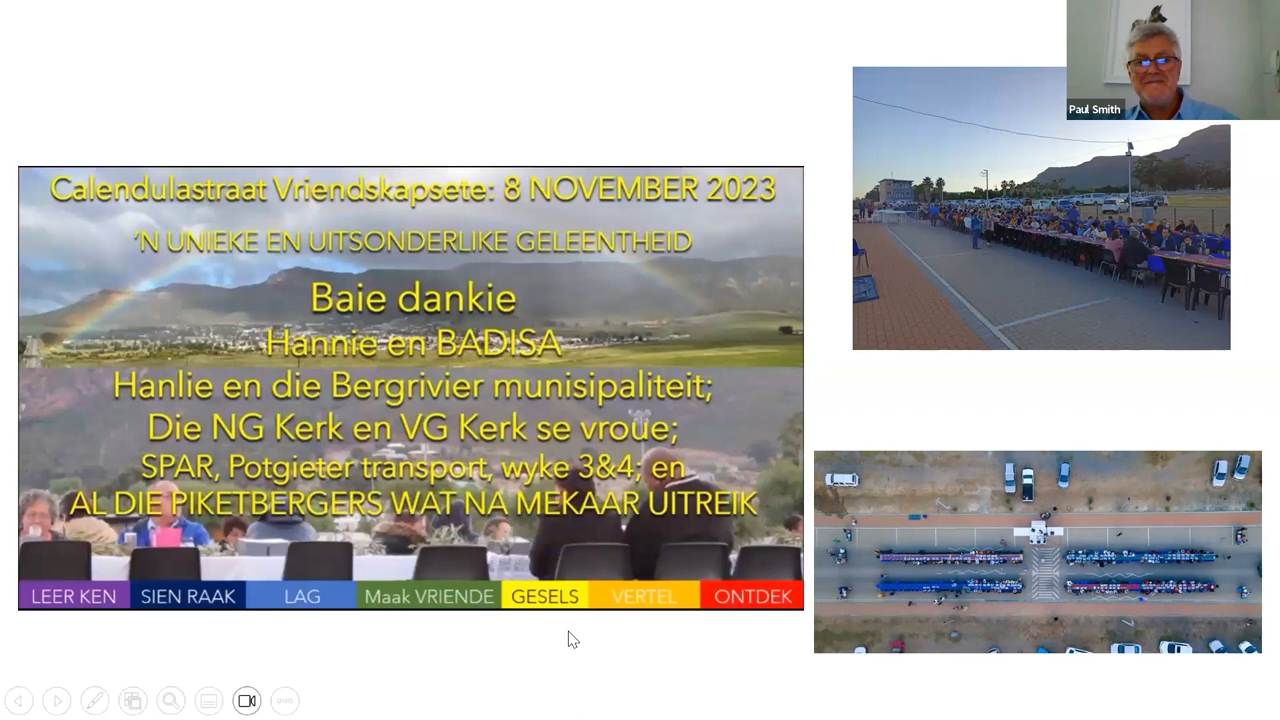 Calendulastraat Vriendskapsete: 8 NOVEMBER 2023
'N UNIEKE EN UITSONDERLIKE GELEENTHEID
Baie dankie
Hannie en BADISA
Hanlie en die Bergrivier munisipaliteit;
Die NG Kerk en VG Kerk se vroue;
SPAR, Potgieter transport, wyke 3&4; en
AL DIE PIKETBERGERS WAT NA MEKAAR UITREIK
LEER KEN SIEN RAAK LAG Maak VRIENDE GESELS VERTEL ONTDEK
Paul Smith